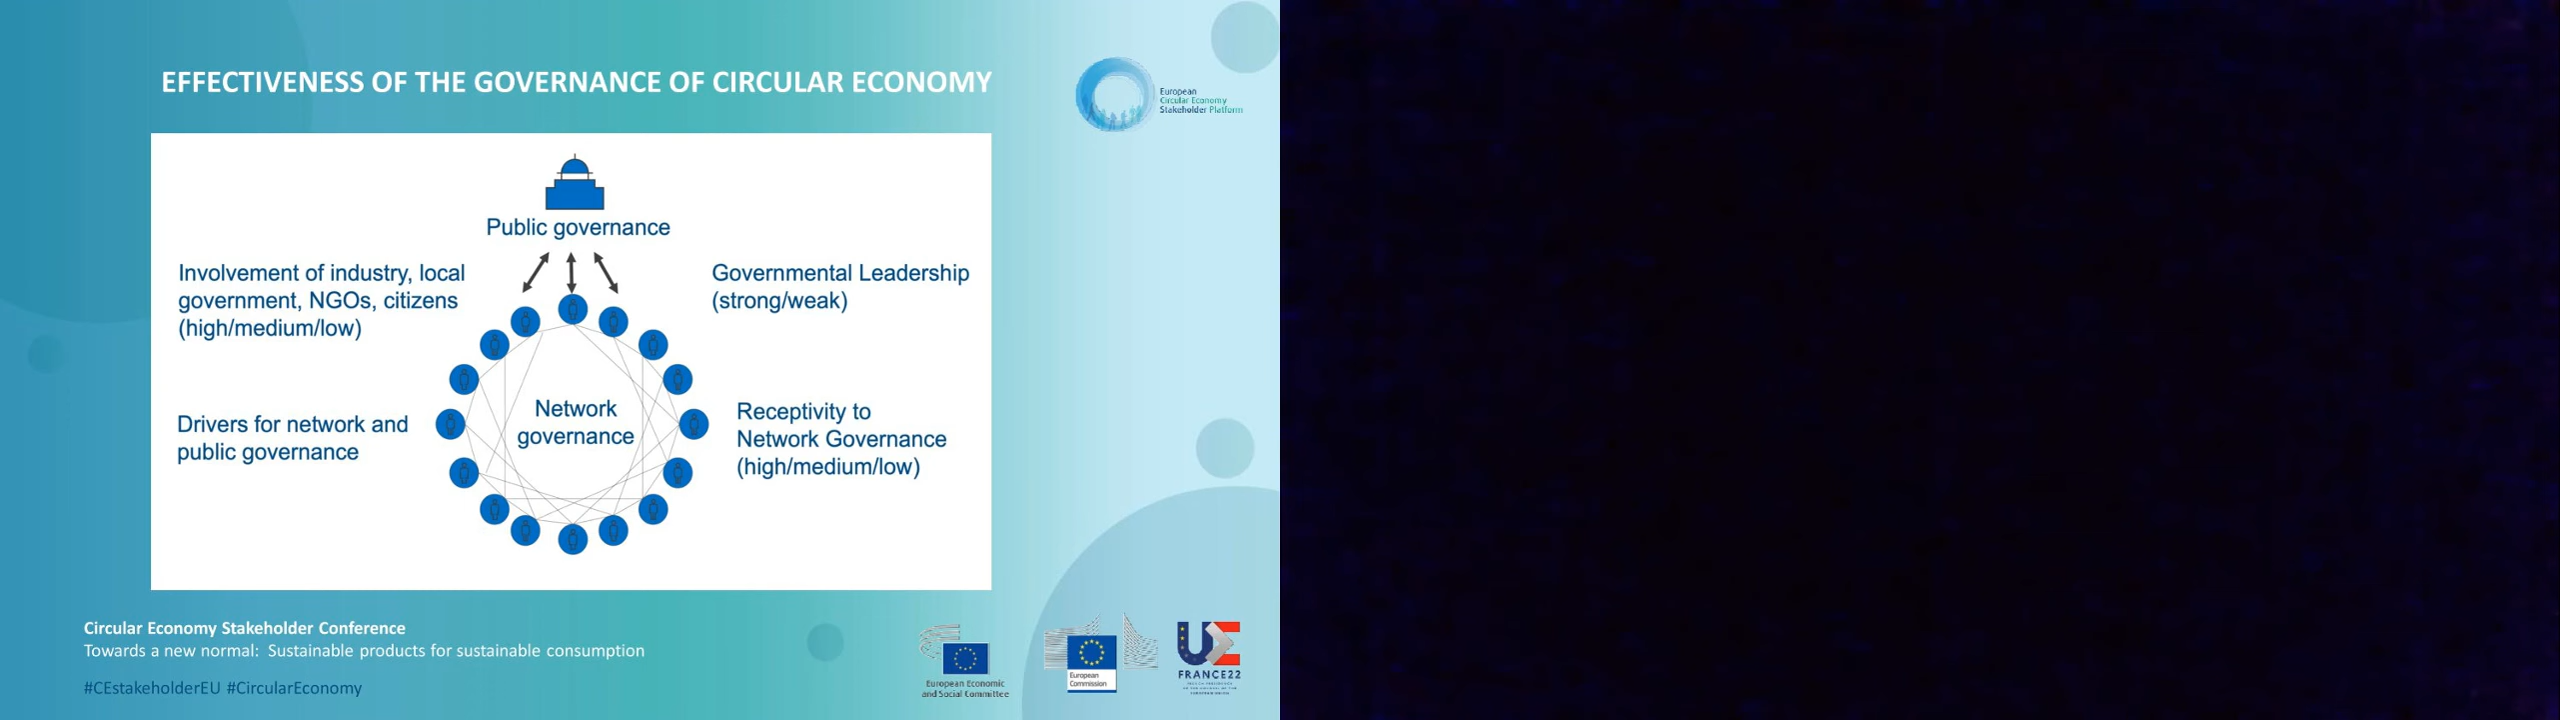 EFFECTIVENESS OF THE GOVERNANCE OF CIRCULAR ECONOMY
European
Circular Economy
Stakeholder Platform
Public governance
Involvement of industry, local
government, NGOs, citizens
(high/medium/low)
Governmental Leadership
(strong/weak)
Drivers for network and
public governance
Network
governance
Receptivity to
Network Governance
(high/medium/low)
Circular Economy Stakeholder Conference
Towards a new normal: Sustainable products for sustainable consumption
#CEstakeholderEU #CircularEconomy
European Economic
and Social Committee
European
Commission
UE
FRANCE22